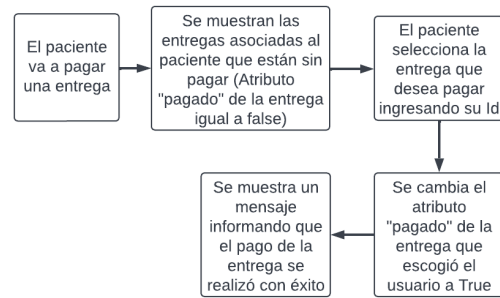 El paciente
va a pagar
una entrega
Se muestran las
entregas asociadas al
paciente que están sin
pagar (Atributo
"pagado" de la entrega
igual a false)
El paciente
selecciona la
entrega que
desea pagar
ingresando su Id
Se cambia el
atributo
"pagado" de la
entrega que
escogió el
usuario a True
Se muestra un
mensaje
informando que
el pago de la
entrega se
realizó con éxito